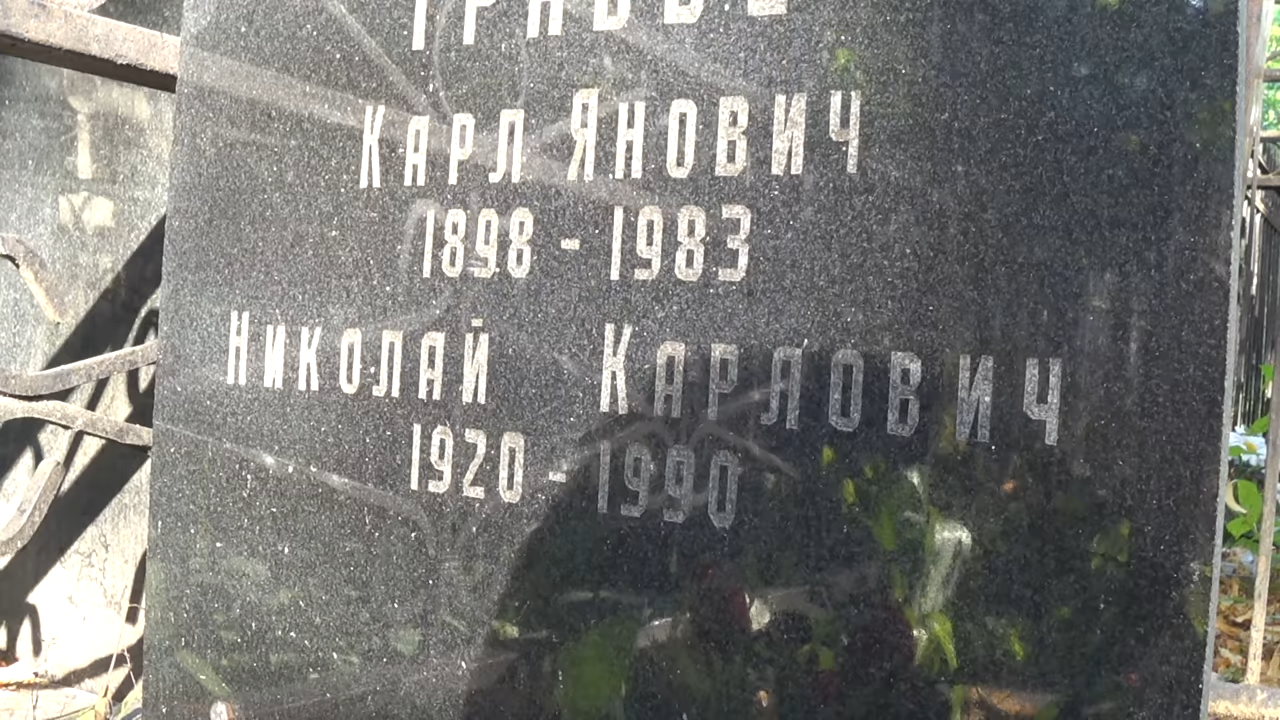 Карл Янович
1898 - 1983
Николай Карлович
1920 - 1990